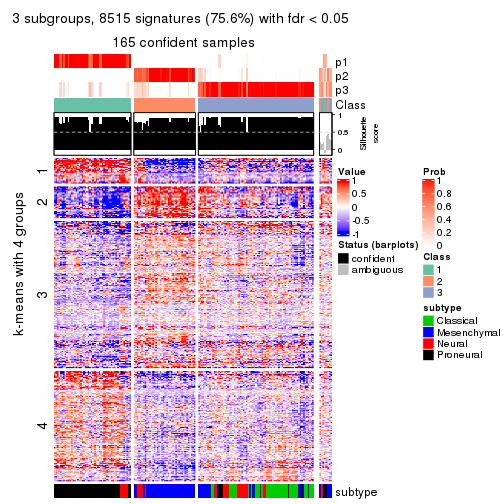 3 subgroups, 8515 signatures (75.6%) with fdr < 0.05
165 confident samples
p1
p2
p3
Class
1
0.5
0
Silhouette
score
k-means with 4 groups
1
2
3
4
Value
1
0.5
0
-0.5
-1
Prob
1
0.8
0.6
0.4
0.2
0
Status (barplots)
confident
ambiguous
Class
1
2
3
subtype
Classical
Mesenchymal
Neural
Proneural
subtype